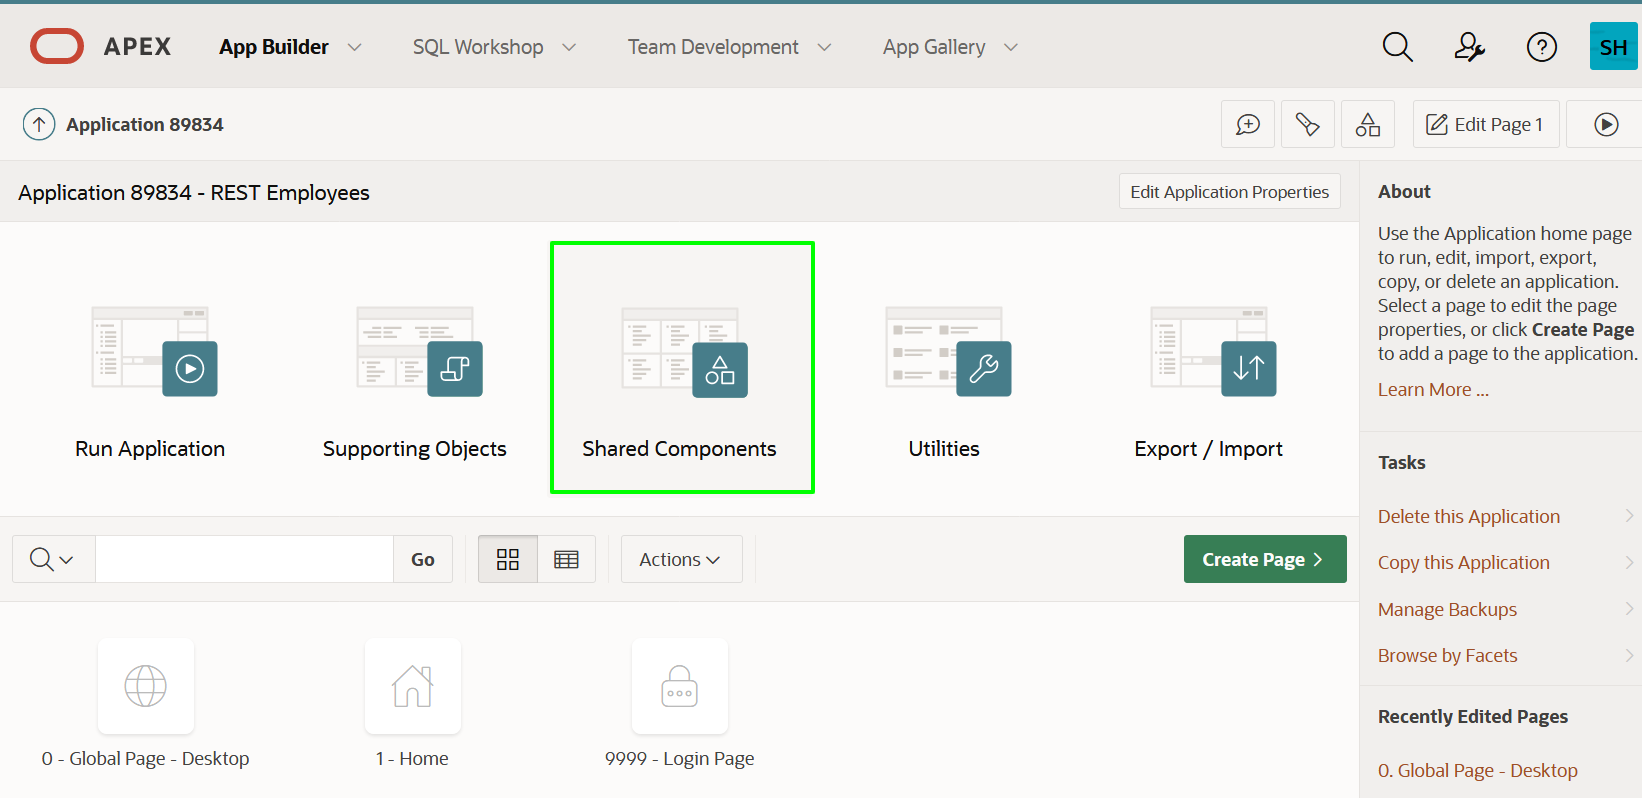 APEX App Builder SQL Workshop Team Development App Gallery SH
Application 89834 Edit Page 1
Application 89834 - REST Employees Edit Application Properties
Run Application Supporting Objects Shared Components Utilities Export / Import
Go Actions Create Page
0 - Global Page - Desktop 1 - Home 9999 - Login Page
About
Use the Application home page
to run, edit, import, export,
copy, or delete an application.
Select a page to edit the page
properties, or click Create Page
to add a page to the application.
Learn More ...
Tasks
Delete this Application
Copy this Application
Manage Backups
Browse by Facets
Recently Edited Pages
0. Global Page - Desktop